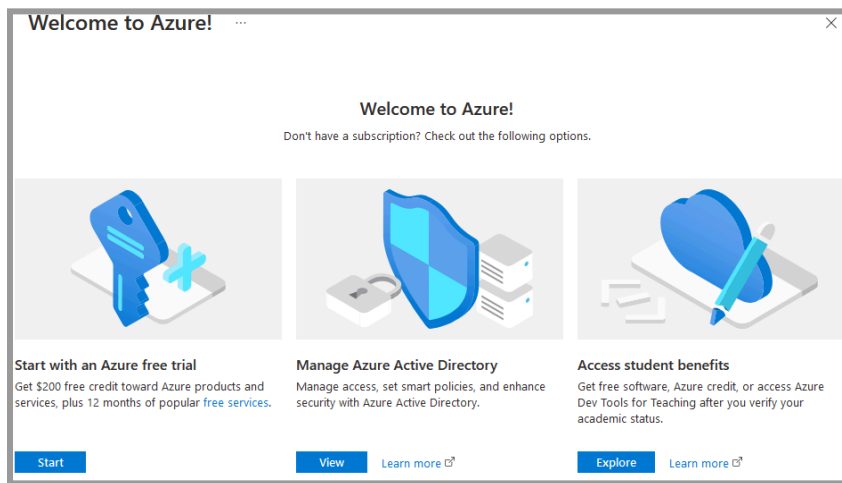 Welcome to Azure! ...
Welcome to Azure!
Don't have a subscription? Check out the following options.
Start with an Azure free trial
Get $200 free credit toward Azure products and
services, plus 12 months of popular free services.
Start
Manage Azure Active Directory
Manage access, set smart policies, and enhance
security with Azure Active Directory.
View Learn more
Access student benefits
Get free software, Azure credit, or access Azure
Dev Tools for Teaching after you verify your
academic status.
Explore Learn more